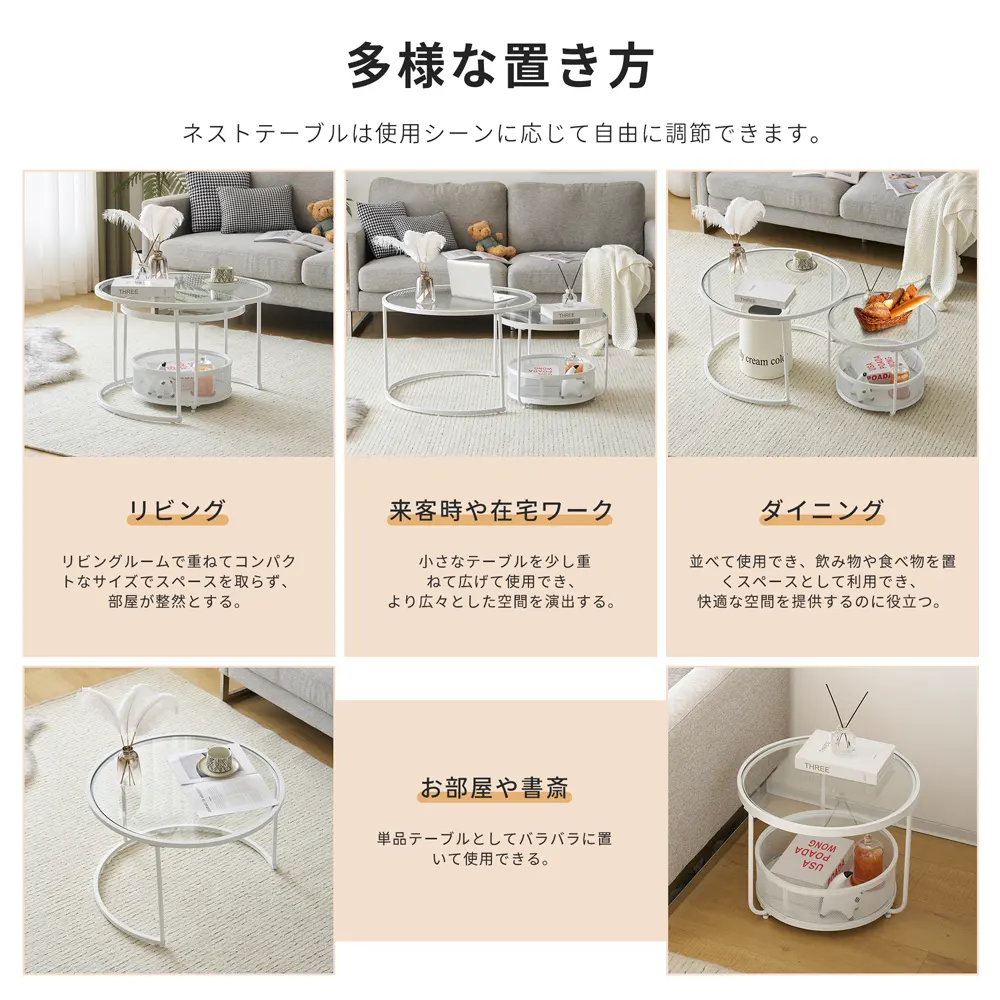 多様な置き方
ネストテーブルは使用シーンに応じて自由に調節できます。
THREE
THREE
THREE
cream col
リビング
来客時や在宅ワーク
ダイニング
リビングルームで重ねてコンパク
トなサイズでスペースを取らず、
部屋が整然とする。
小さなテーブルを少し重
ねて広げて使用でき、
より広々とした空間を演出する。
並べて使用でき、飲み物や食べ物を置
くスペースとして利用でき、
快適な空間を提供するのに役立つ。
お部屋や書斎
単品テーブルとしてバラバラに置
いて使用できる。
THREE
USA
POADA
WONG